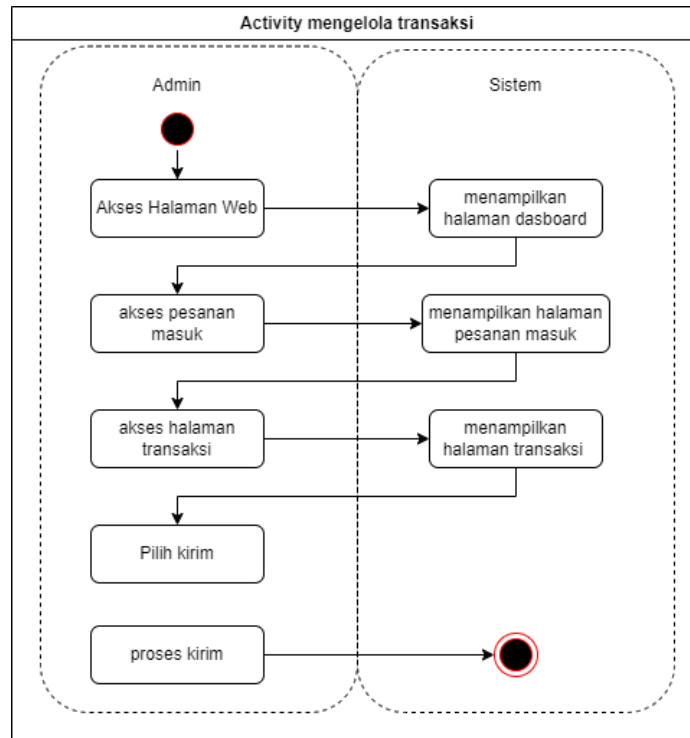 Activity mengelola transaksi
Admin
Sistem
Akses Halaman Web
menampilkan
halaman dasboard
akses pesanan
masuk
menampilkan halaman
pesanan masuk
akses halaman
transaksi
menampilkan
halaman transaksi
Pilih kirim
proses kirim